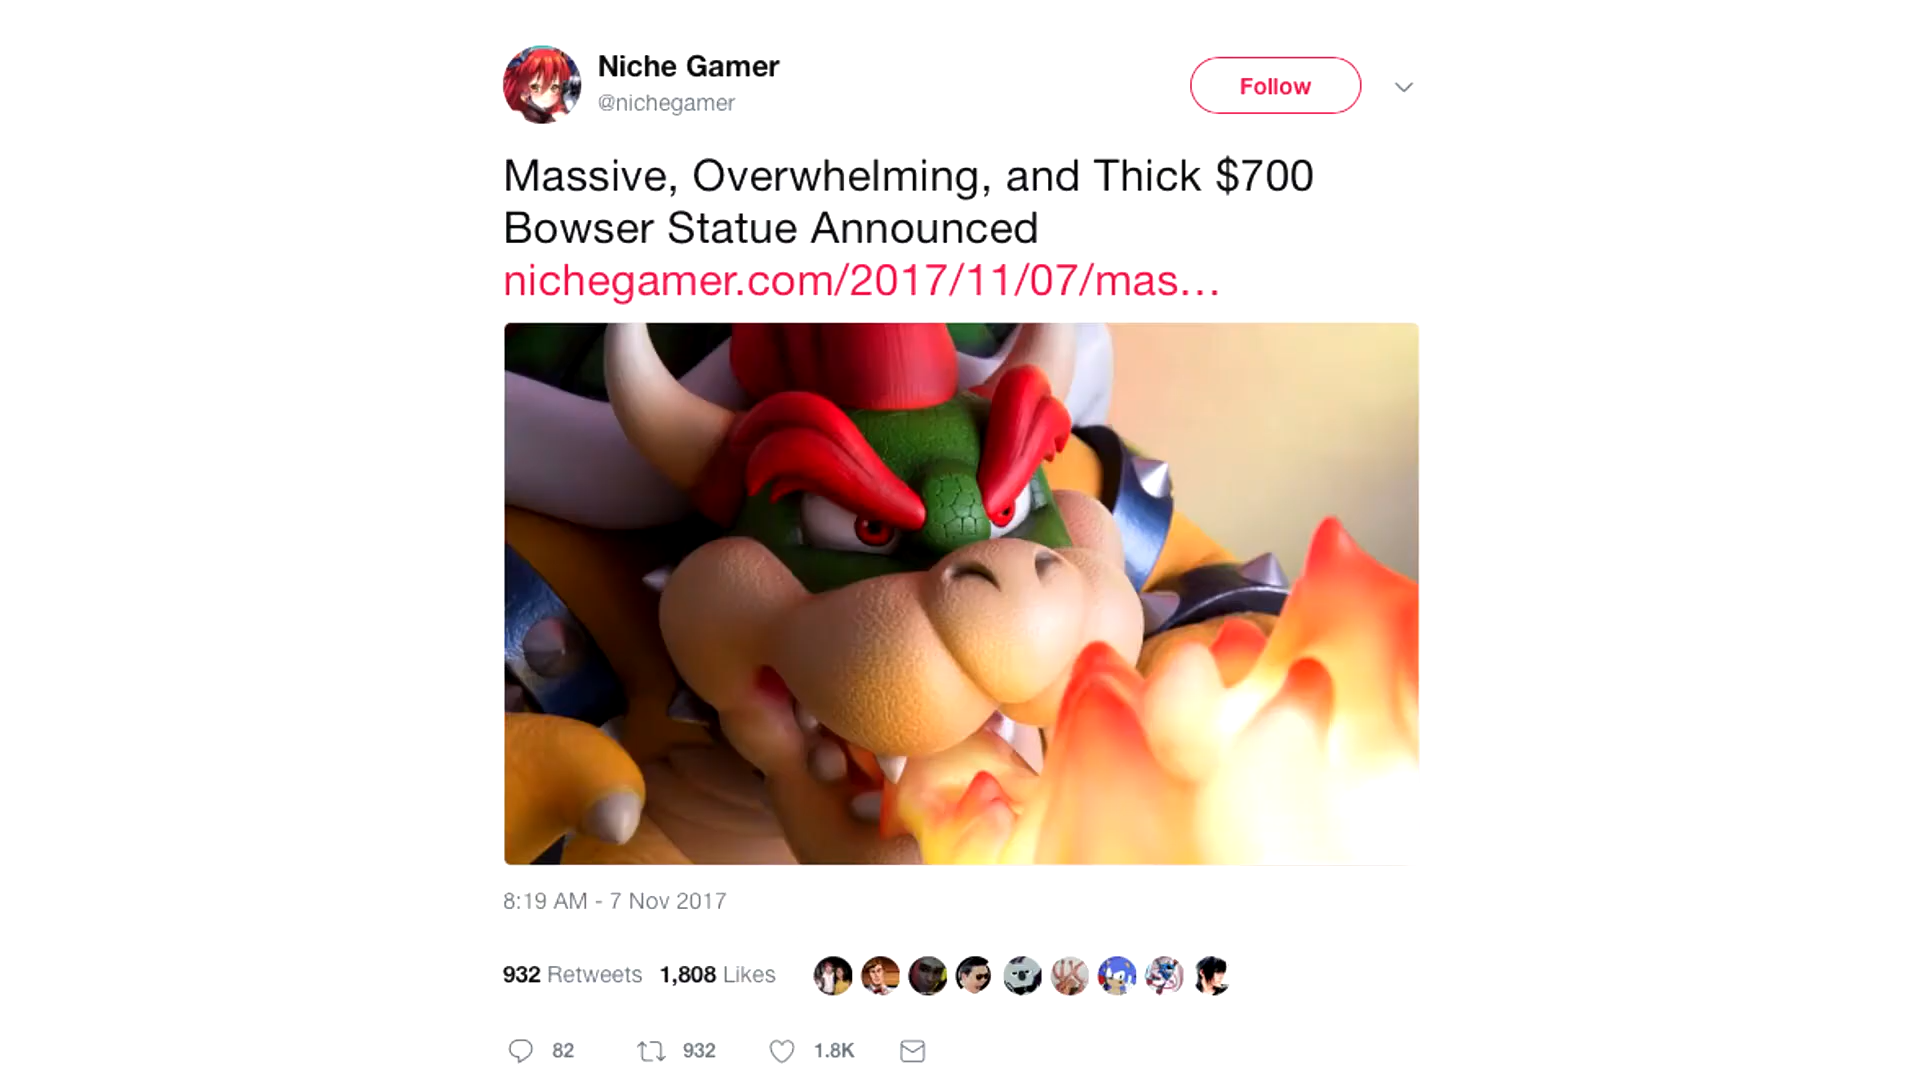 Niche Gamer
@nichegamer
Follow
Massive, Overwhelming, and Thick $700
Bowser Statue Announced
nichegamer.com/2017/11/07/mas…
8:19 AM - 7 Nov 2017
932 Retweets 1,808 Likes
82 932 1.8K